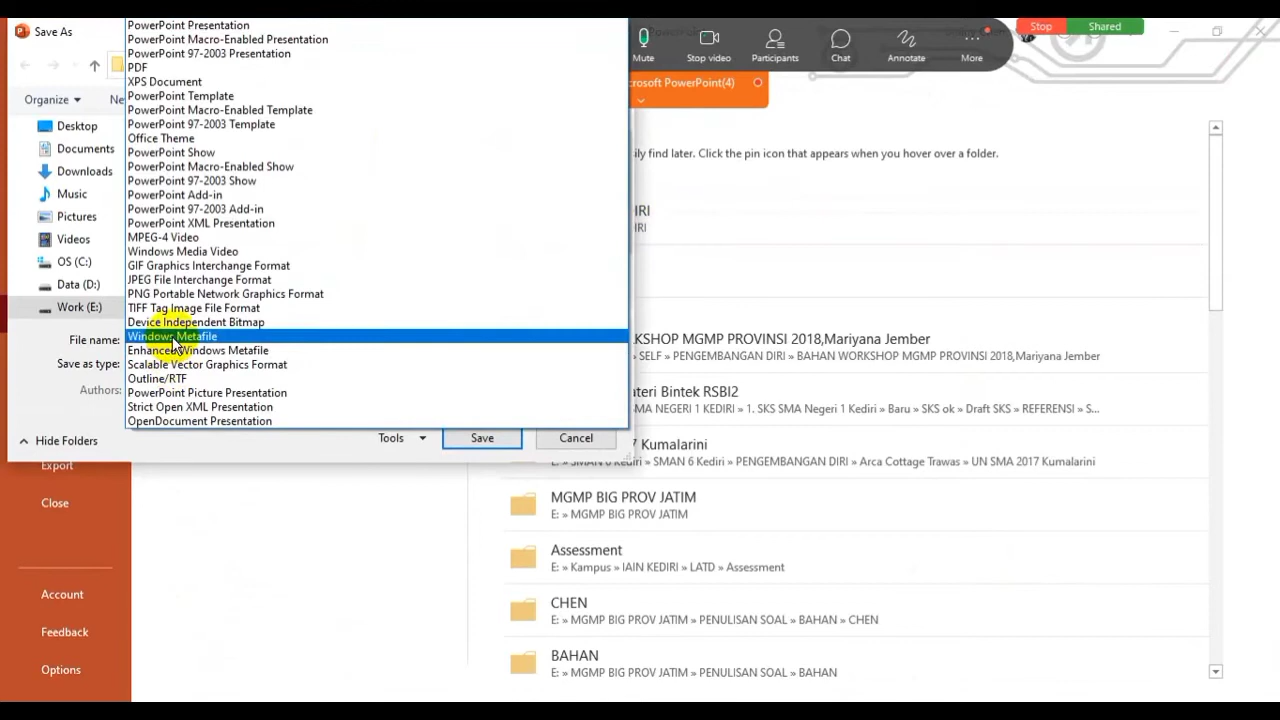 Save As
PowerPoint Presentation
PowerPoint Macro-Enabled Presentation
PowerPoint 97-2003 Presentation
PDF
XPS Document
PowerPoint Template
PowerPoint Macro-Enabled Template
PowerPoint 97-2003 Template
Office Theme
PowerPoint Show
PowerPoint Macro-Enabled Show
PowerPoint 97-2003 Show
PowerPoint Add-in
PowerPoint 97-2003 Add-in
PowerPoint XML Presentation
MPEG-4 Video
Windows Media Video
GIF Graphics Interchange Format
JPEG File Interchange Format
PNG Portable Network Graphics Format
TIFF Tag Image File Format
Device Independent Bitmap
Windows Metafile
Enhanced Windows Metafile
Scalable Vector Graphics Format
Outline/RTF
PowerPoint Picture Presentation
Strict Open XML Presentation
OpenDocument Presentation
Organize
Desktop
Documents
Downloads
Music
Pictures
Videos
OS (C:)
Data (D:)
Work (E:)
File name:
Save as type:
Authors:
Hide Folders
Tools
Save
Cancel
Export
Close
Account
Feedback
Options
Mute
Stop video
Participants
Chat
Annotate
More
Stop
Shared
crosoft PowerPoint(4)
ily find later. Click the pin icon that appears when you hover over a folder.
IRI
IRI
KSHOP MGMP PROVINSI 2018,Mariyana Jember
» SELF » PENGEMBANGAN DIRI » BAHAN WORKSHOP MGMP PROVINSI 2018,Mariyana Jember
ateri Bintek RSBI2
MA NEGERI 1 KEDIRI » 1. SKS SMA Negeri 1 Kediri » Baru » SKS ok » Draft SKS » REFERENSI » S...
7 Kumalarini
E: » SMAN 6 Kediri » SMAN 6 Kediri » PENGEMBANGAN DIRI » Arca Cottage Trawas » UN SMA 2017 Kumalarini
MGMP BIG PROV JATIM
E: » MGMP BIG PROV JATIM
Assessment
E: » Kampus » IAIN KEDIRI » LATD » Assessment
CHEN
E: » MGMP BIG PROV JATIM » PENULISAN SOAL » BAHAN » CHEN
BAHAN
E: » MGMP BIG PROV JATIM » PENULISAN SOAL » BAHAN